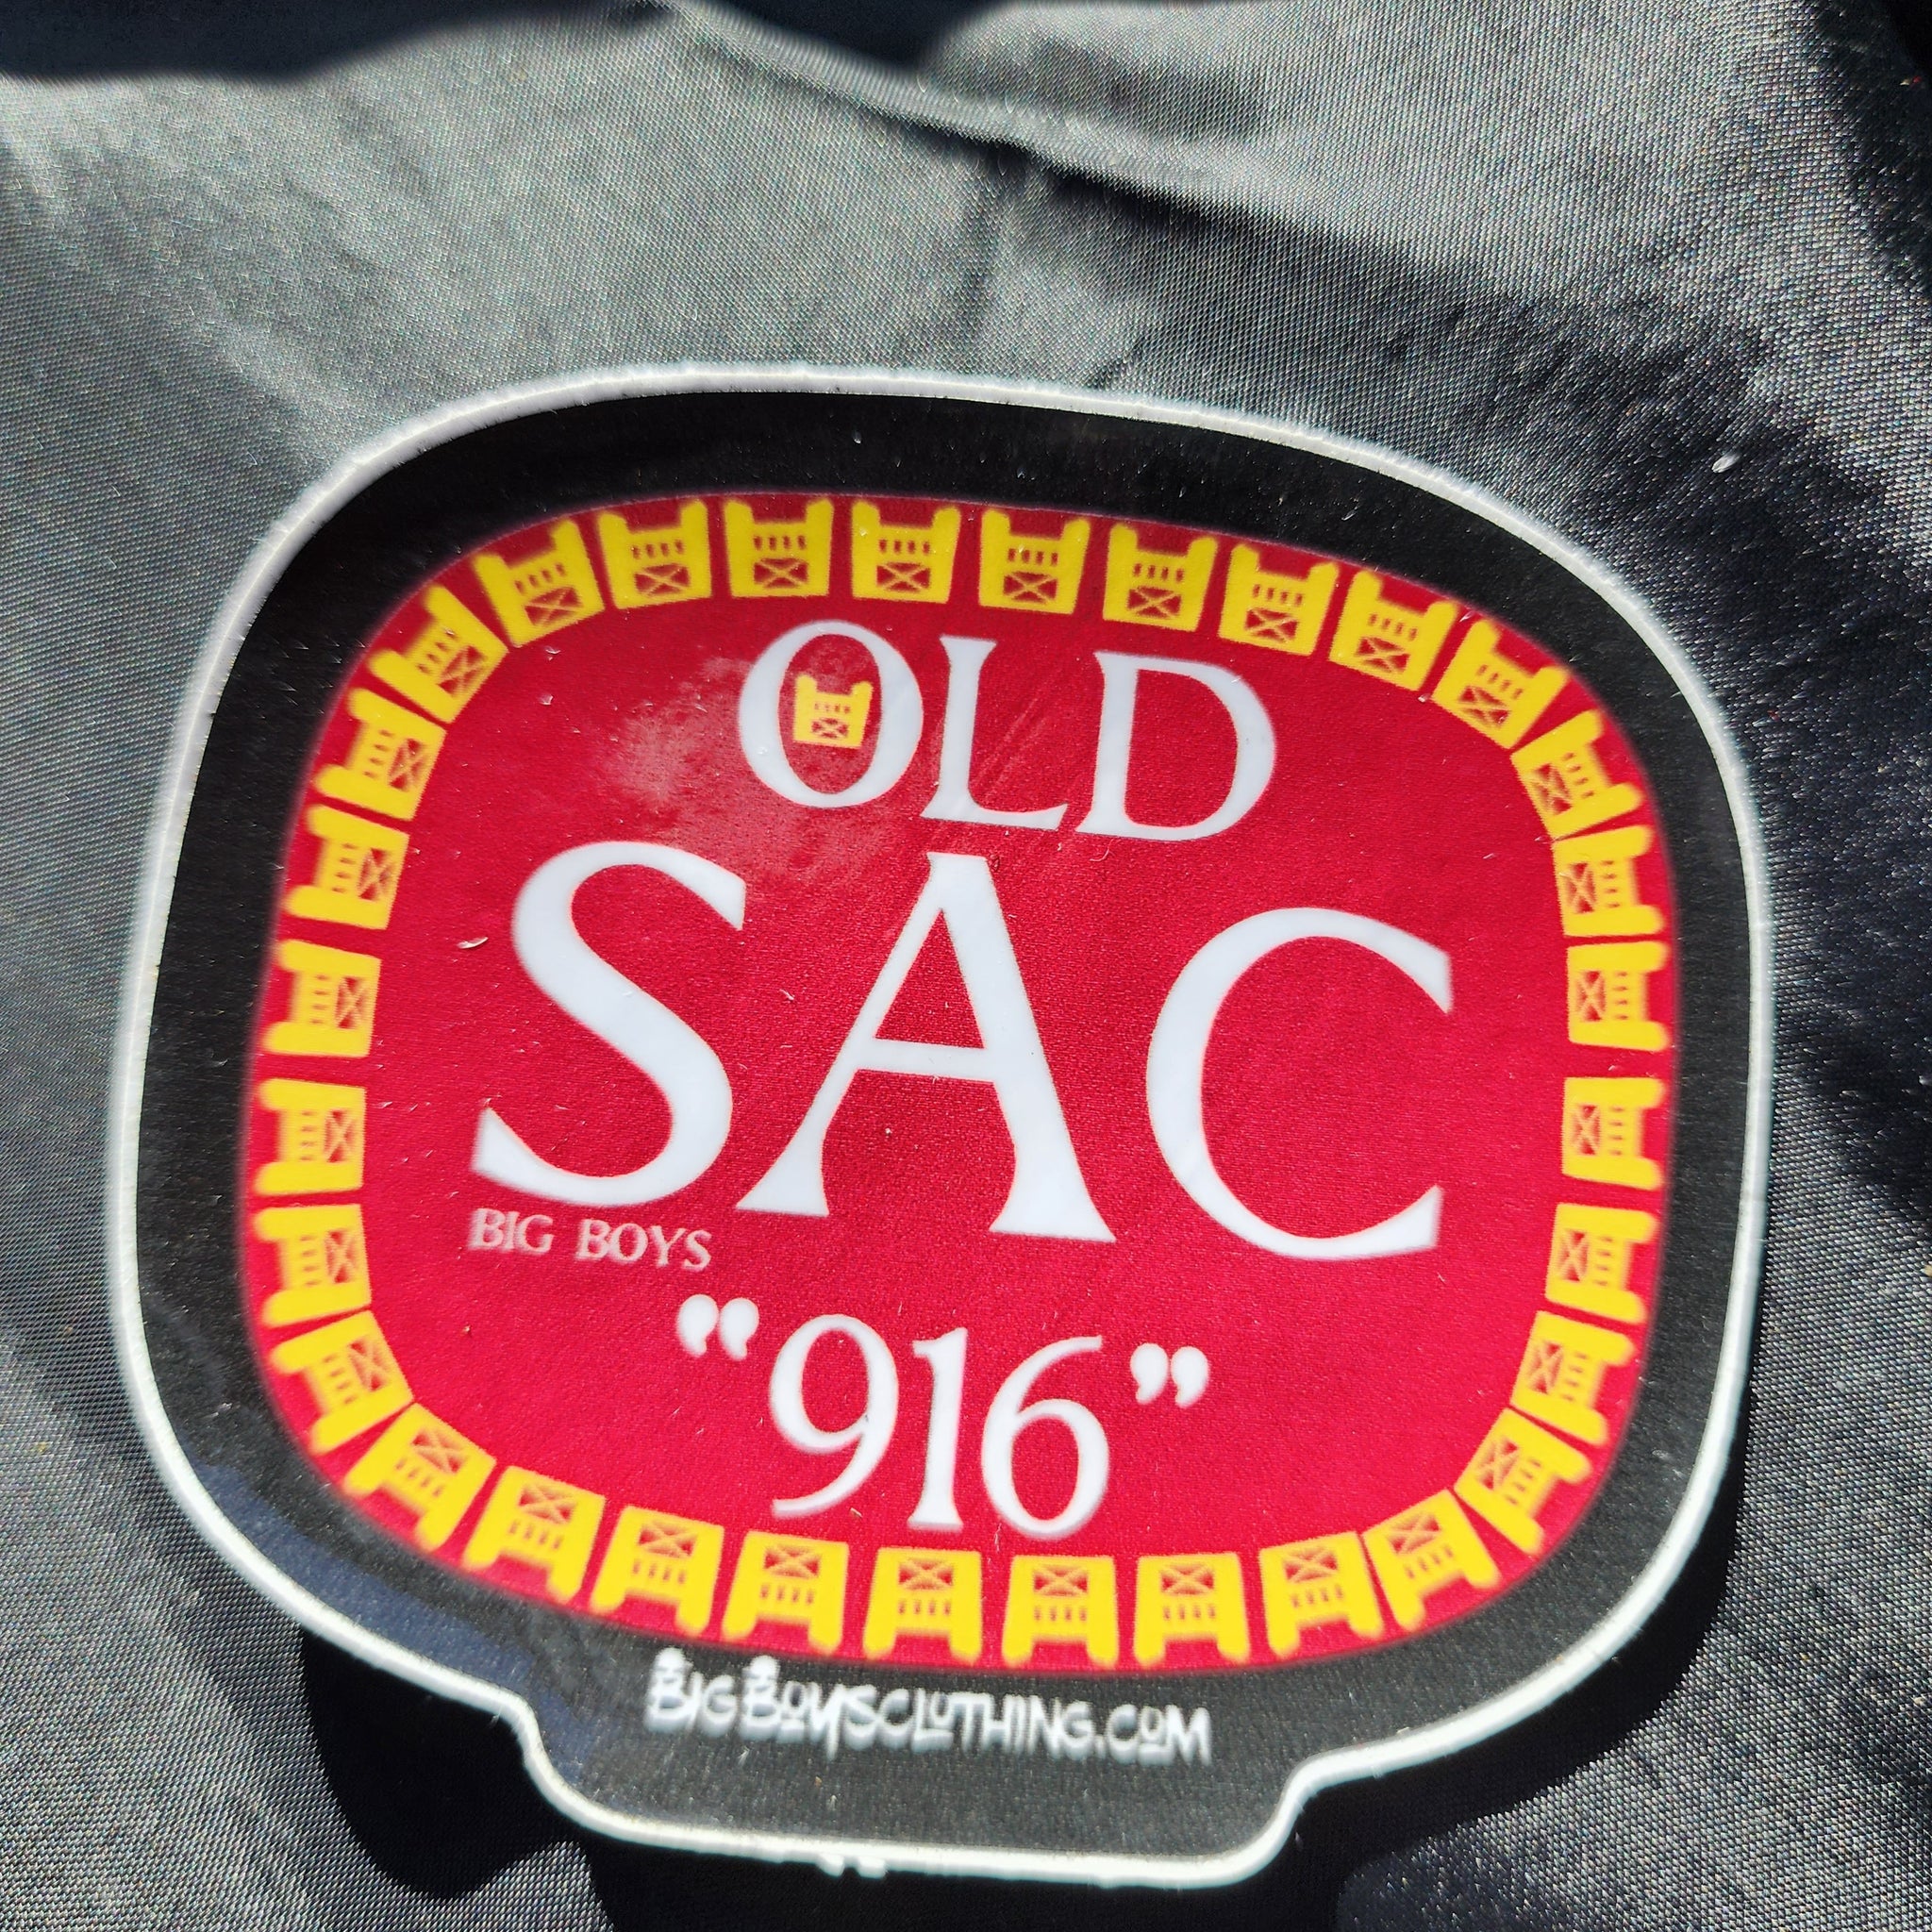 OLD
SAC
BIG BOYS
"916"
BIGBOYSCLOTHING.COM